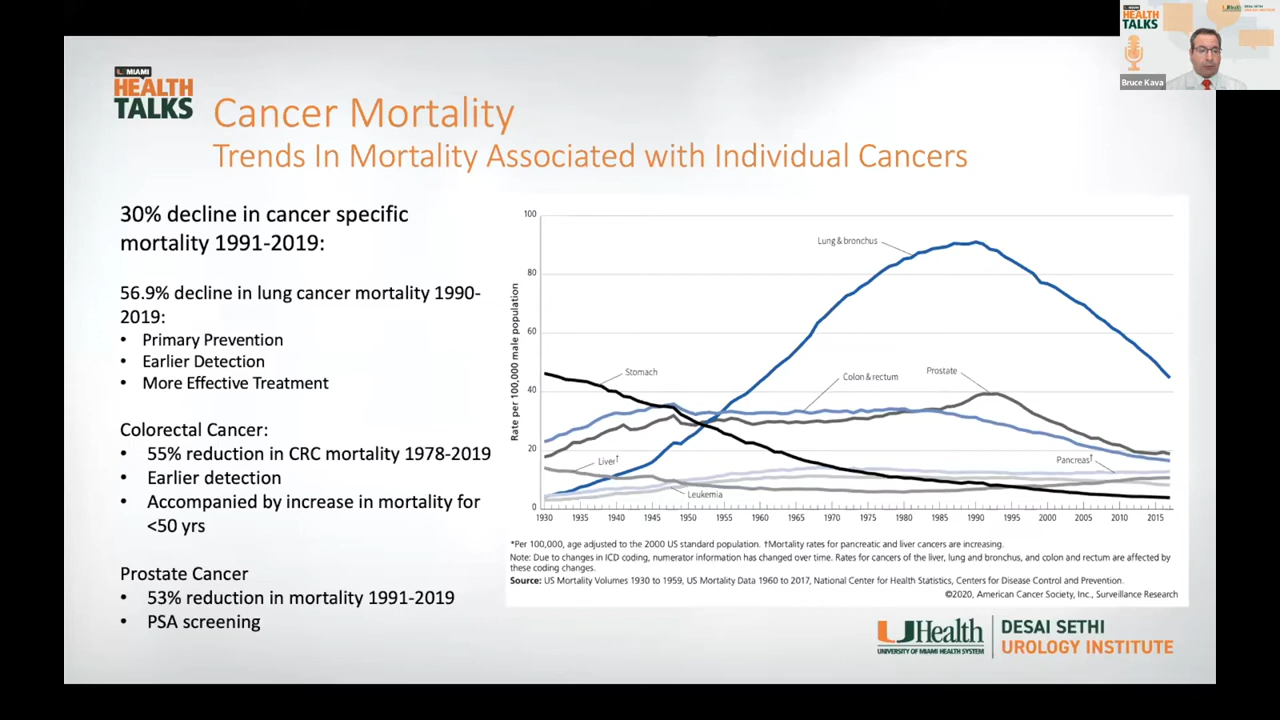 MIAMI
HEALTH
TALKS
Bruce Kava
U MIAMI
HEALTH
TALKS
Cancer Mortality
Trends In Mortality Associated with Individual Cancers
30% decline in cancer specific
mortality 1991-2019:
56.9% decline in lung cancer mortality 1990-
2019:
• Primary Prevention
• Earlier Detection
• More Effective Treatment
Colorectal Cancer:
• 55% reduction in CRC mortality 1978-2019
• Earlier detection
• Accompanied by increase in mortality for
<50 yrs
Prostate Cancer
• 53% reduction in mortality 1991-2019
• PSA screening
Rate per 100,000 male population
100
80
60
40
20
0
Lung & bronchus
Stomach
Colon & rectum
Prostate
Liver†
Pancreas†
Leukemia
1930 1935 1940 1945 1950 1955 1960 1965 1970 1975 1980 1985 1990 1995 2000 2005 2010 2015
*Per 100,000, age adjusted to the 2000 US standard population. †Mortality rates for pancreatic and liver cancers are increasing.
Note: Due to changes in ICD coding, numerator information has changed over time. Rates for cancers of the liver, lung and bronchus, and colon and rectum are affected by
these coding changes.
Source: US Mortality Volumes 1930 to 1959, US Mortality Data 1960 to 2017, National Center for Health Statistics, Centers for Disease Control and Prevention.
©2020, American Cancer Society, Inc., Surveillance Research
UHealth
UNIVERSITY OF MIAMI HEALTH SYSTEM
DESAI SETHI
UROLOGY INSTITUTE